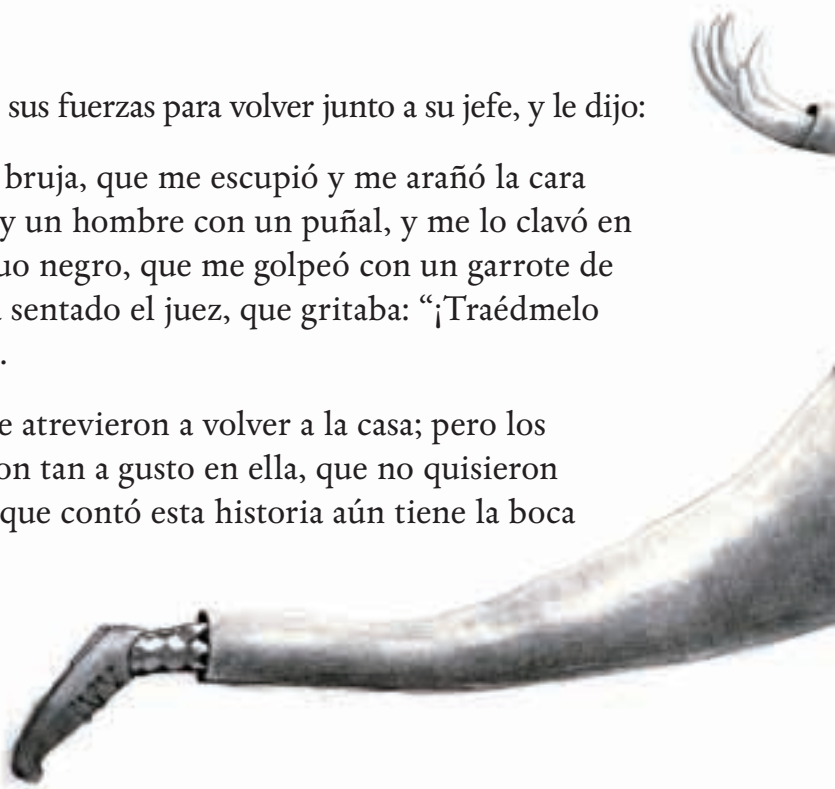 sus fuerzas para volver junto a su jefe, y le dijo:
bruja, que me escupió y me arañó la cara
y un hombre con un puñal, y me lo clavó en
uo negro, que me golpeó con un garrote de
sentado el juez, que gritaba: “¡Traédmelo
.
e atrevieron a volver a la casa; pero los
on tan a gusto en ella, que no quisieron
que contó esta historia aún tiene la boca